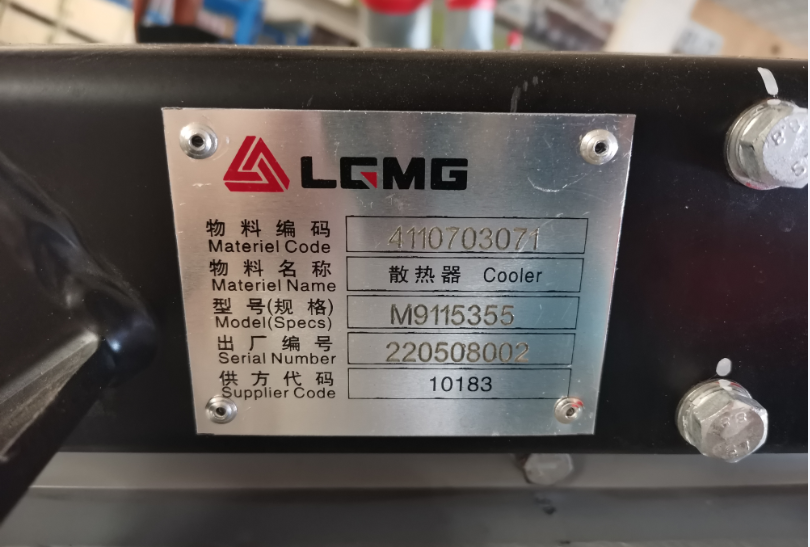 LGMG
物料编码 4110703071
Materiel Code
物料名称 散热器 Cooler
Materiel Name
型号(规格) M9115355
Model(Specs)
出厂编号 220508002
Serial Number
供方代码 10183
Supplier Code